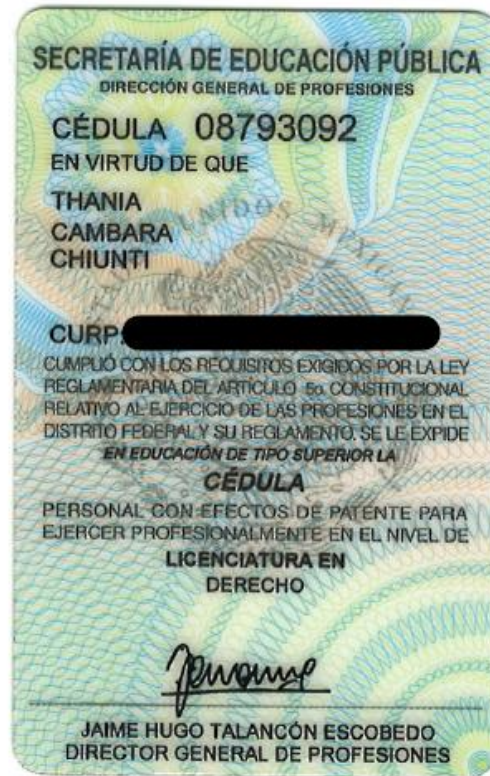 SECRETARÍA DE EDUCACIÓN PÚBLICA
DIRECCIÓN GENERAL DE PROFESIONES
CÉDULA 08793092
EN VIRTUD DE QUE
THANIA
CAMBARA
CHIUNTI
UNIDOS MEXICAN
CURP:
CUMPLIÓ CON LOS REQUISITOS EXIGIDOS POR LA LEY
REGLAMENTARIA DEL ARTÍCULO 5o. CONSTITUCIONAL
RELATIVO AL EJERCICIO DE LAS PROFESIONES EN EL
DISTRITO FEDERAL Y SU REGLAMENTO, SE LE EXPIDE
EN EDUCACIÓN DE TIPO SUPERIOR LA
CÉDULA
PERSONAL CON EFECTOS DE PATENTE PARA
EJERCER PROFESIONALMENTE EN EL NIVEL DE
LICENCIATURA EN
DERECHO
JAIME HUGO TALANCÓN ESCOBEDO
DIRECTOR GENERAL DE PROFESIONES